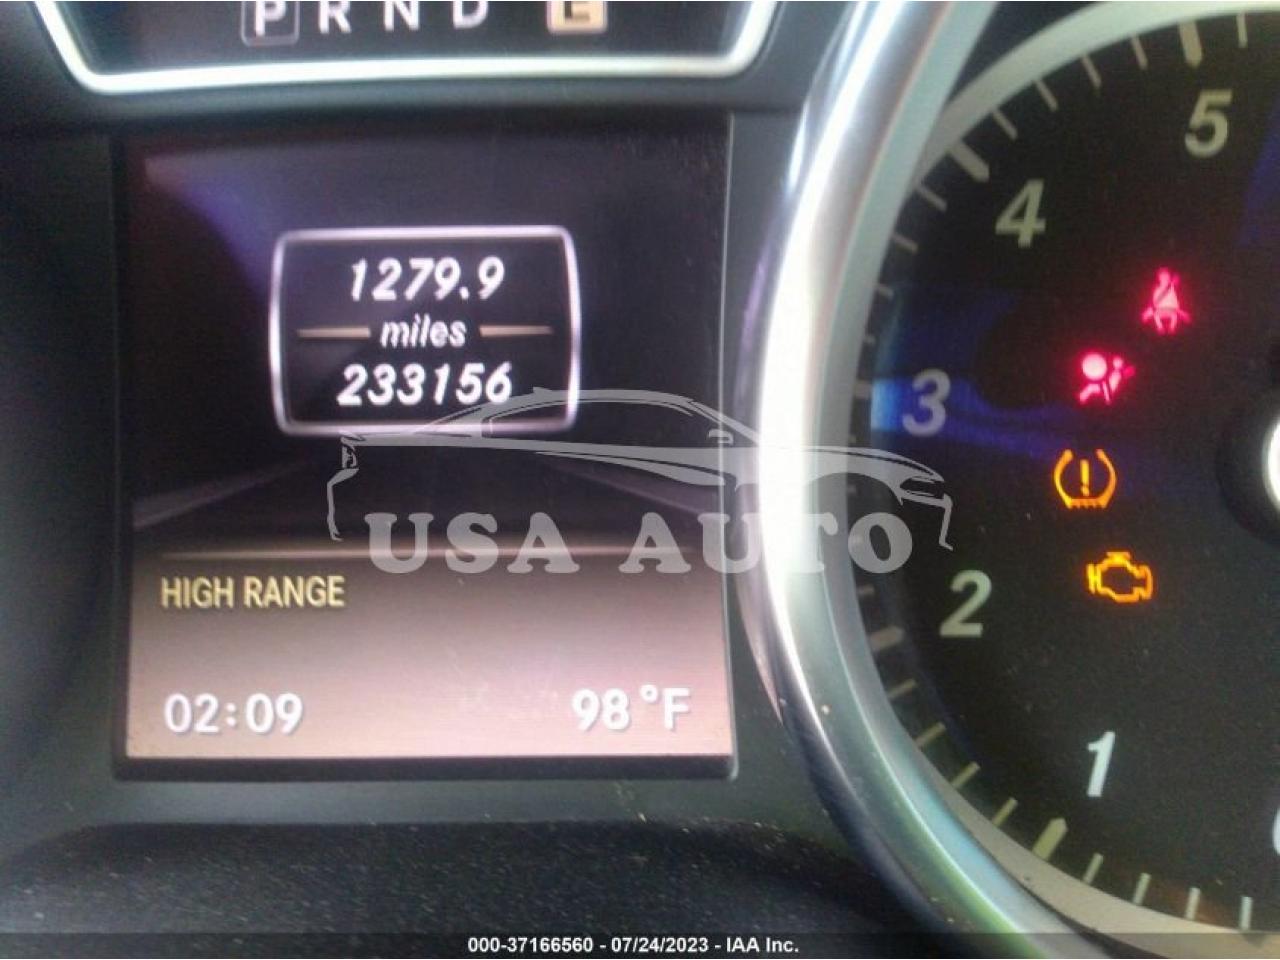 P R N D E
1279.9
miles
233156
HIGH RANGE
02:09 98°F
5
4
3
2
1
USA AUTO
000-37166560 - 07/24/2023 - IAA Inc.